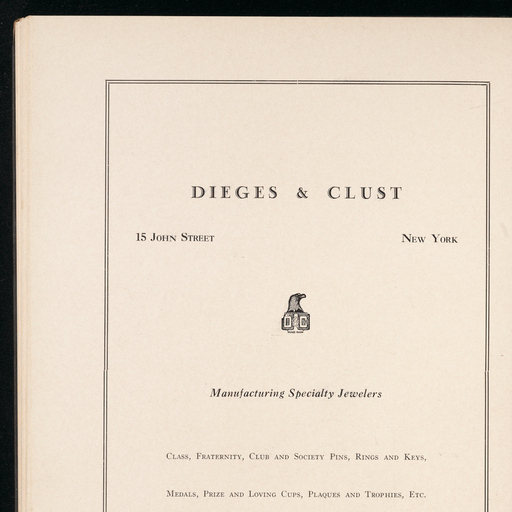 DIEGES & CLUST
15 John Street New York
D C
Manufacturing Specialty Jewelers
Class, Fraternity, Club and Society Pins, Rings and Keys,
Medals, Prize and Loving Cups, Plaques and Trophies, Etc.